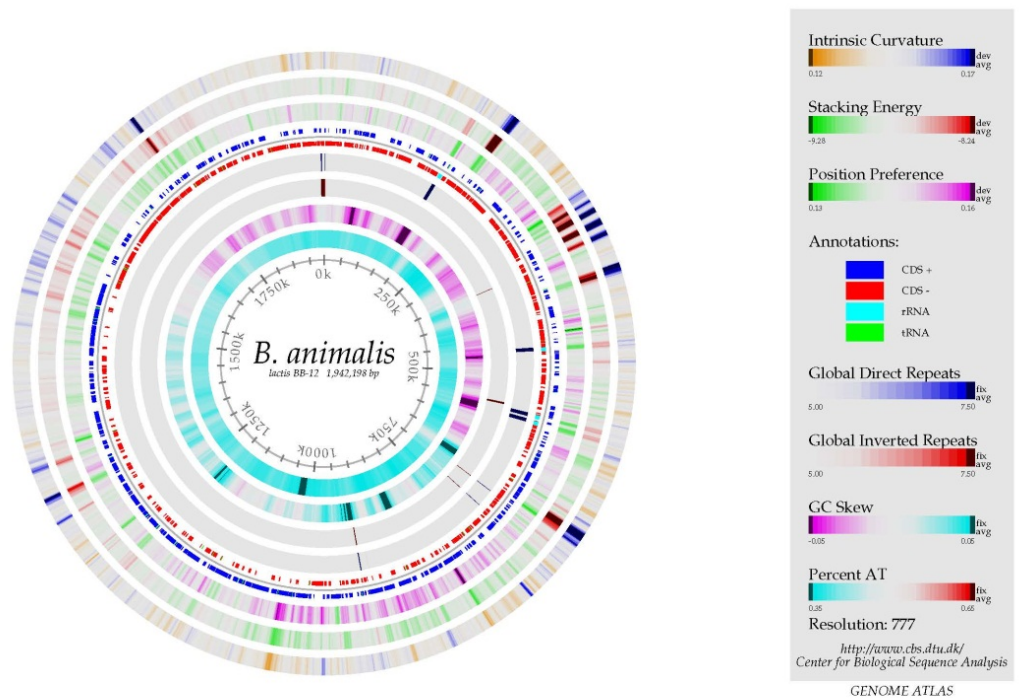 0k
250k
500k
750k
1000k
1250k
1500k
1750k
B. animalis
lactis BB-12 1,942,198 bp
Intrinsic Curvature
dev
avg
0.12 0.17
Stacking Energy
dev
avg
-9.28 -8.24
Position Preference
dev
avg
0.13 0.16
Annotations:
CDS +
CDS -
rRNA
tRNA
Global Direct Repeats
fix
avg
5.00 7.50
Global Inverted Repeats
fix
avg
5.00 7.50
GC Skew
fix
avg
-0.05 0.05
Percent AT
fix
avg
0.35 0.65
Resolution: 777
http://www.cbs.dtu.dk/
Center for Biological Sequence Analysis
GENOME ATLAS